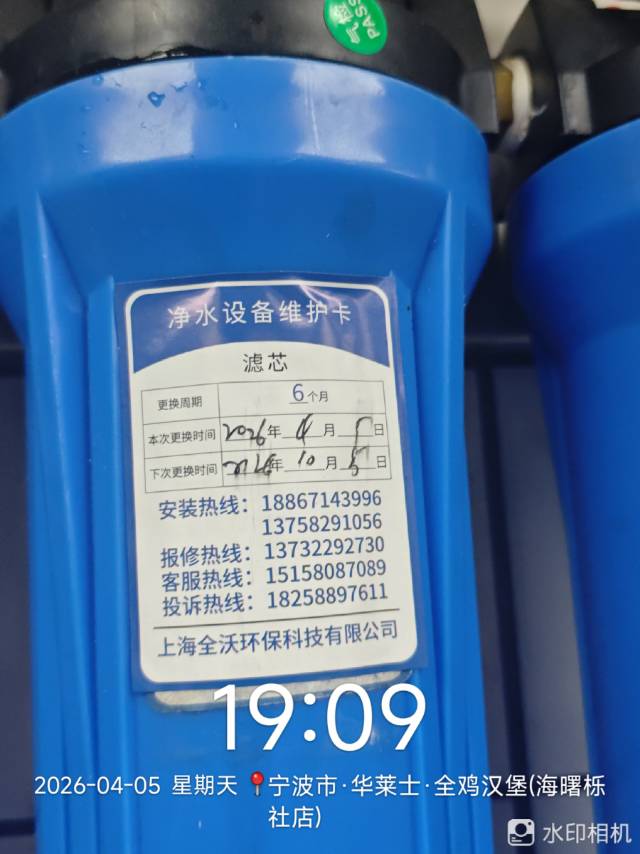 气检
PASS
净水设备维护卡
滤芯
更换周期 6个月
本次更换时间 2026年 4月 5日
下次更换时间 年 10月 5日
安装热线：18867143996
13758291056
报修热线：13732292730
客服热线：15158087089
投诉热线：18258897611
上海全沃环保科技有限公司
19:09
2026-04-05 星期天 宁波市·华莱士·全鸡汉堡(海曙栎
社店)
水印相机